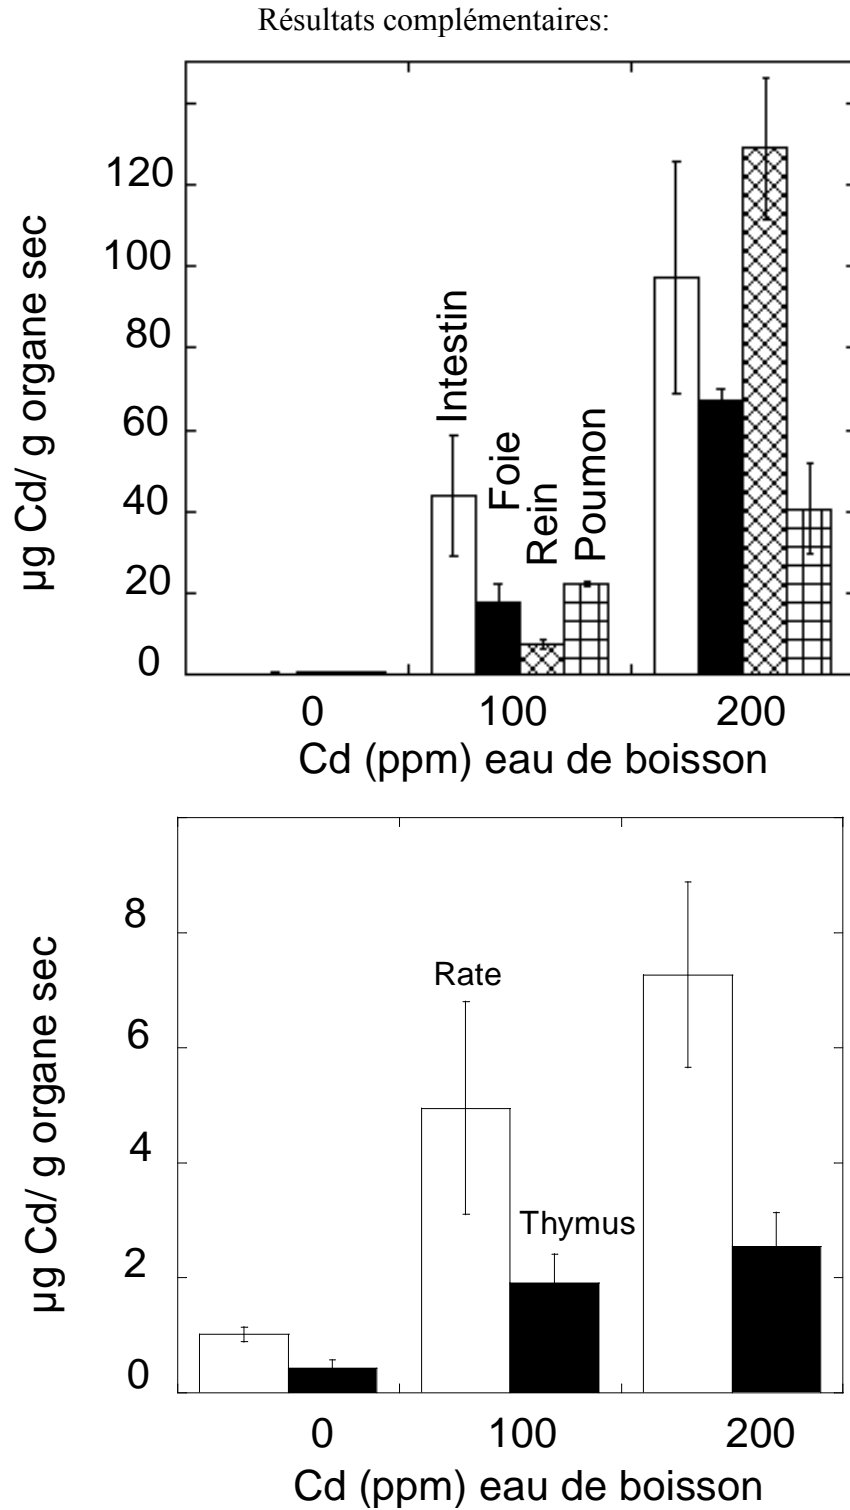 Résultats complémentaires:
µg Cd/ g organe sec
120
100
80
60
40
20
0
Intestin
Foie
Rein
Poumon
0 100 200
Cd (ppm) eau de boisson
µg Cd/ g organe sec
8
6
4
2
0
Rate
Thymus
0 100 200
Cd (ppm) eau de boisson